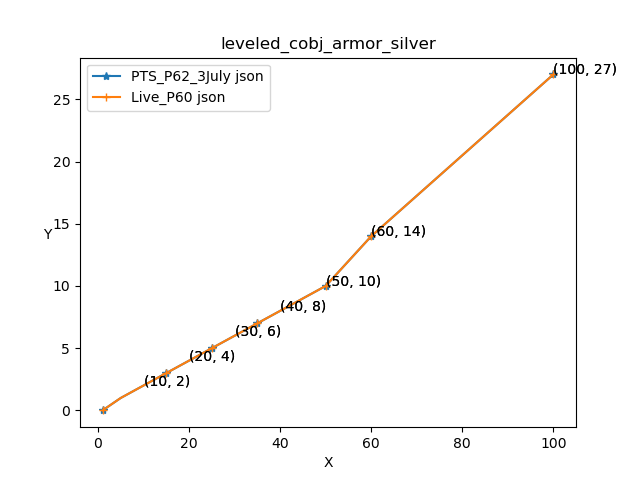 leveled_cobj_armor_silver
PTS_P62_3July json
Live_P60 json
(100, 27)
(60, 14)
(50, 10)
(40, 8)
(30, 6)
(20, 4)
(10, 2)
25
20
15
10
5
0
Y
0 20 40 60 80 100
X